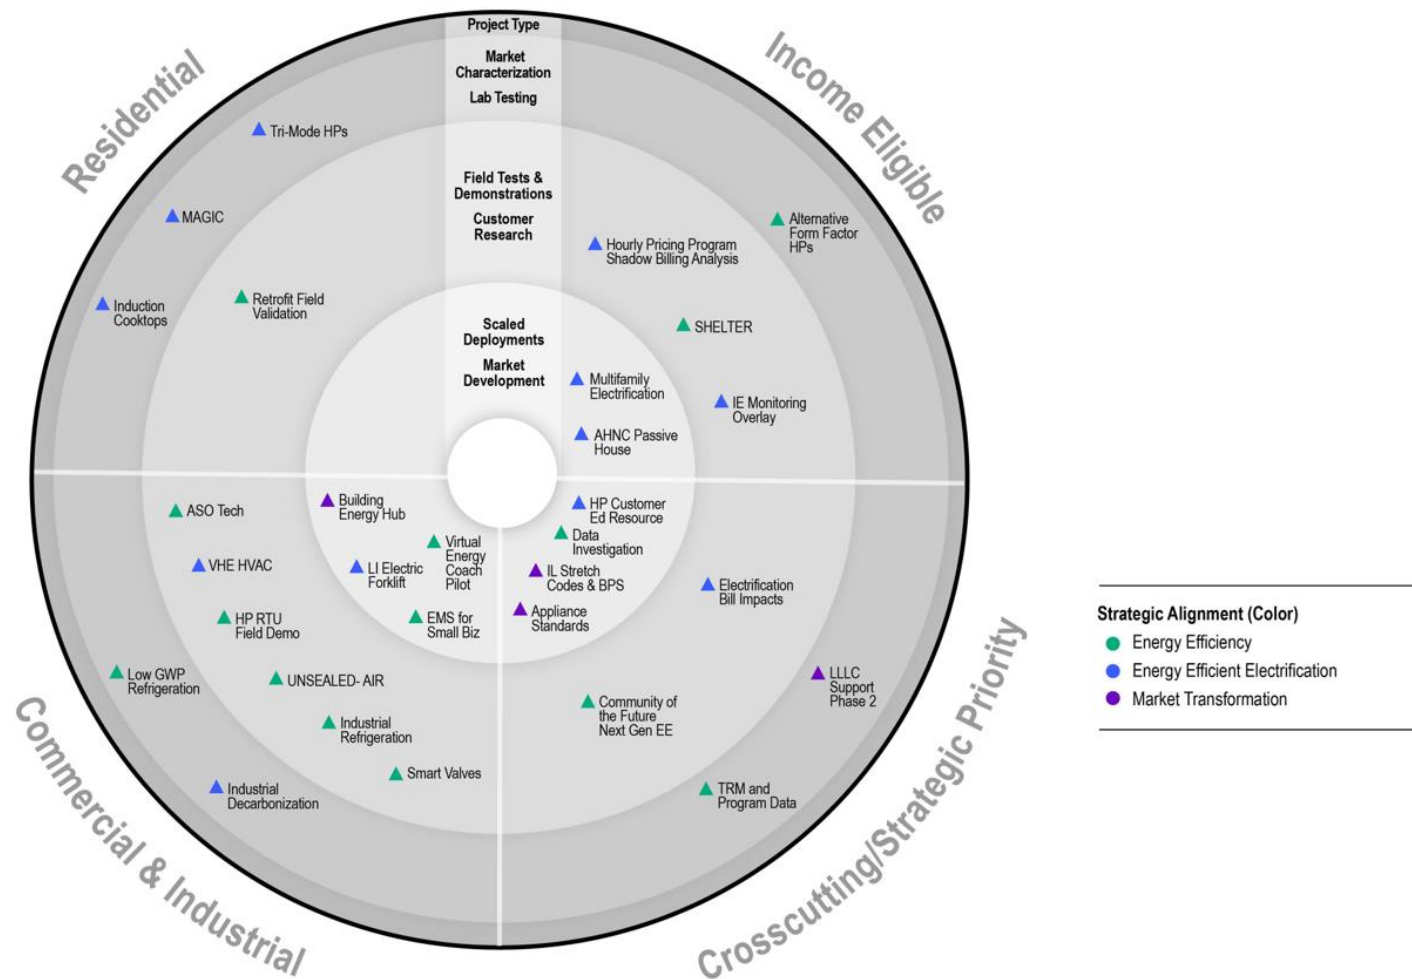 Project Type
Market
Characterization
Lab Testing
Field Tests &
Demonstrations
Customer
Research
Scaled
Deployments
Market
Development
Residential
Tri-Mode HPs
MAGIC
Induction
Cooktops
Retrofit Field
Validation
Income Eligible
Alternative
Form Factor
HPs
Hourly Pricing Program
Shadow Billing Analysis
SHELTER
Multifamily
Electrification
IE Monitoring
Overlay
AHNC Passive
House
Commercial & Industrial
ASO Tech
Building
Energy Hub
Virtual
Energy
Coach
Pilot
VHE HVAC
LI Electric
Forklift
HP RTU
Field Demo
EMS for
Small Biz
Low GWP
Refrigeration
UNSEALED- AIR
Industrial
Refrigeration
Smart Valves
Industrial
Decarbonization
Crosscutting/Strategic Priority
HP Customer
Ed Resource
Data
Investigation
IL Stretch
Codes & BPS
Appliance
Standards
Electrification
Bill Impacts
LLLC
Support
Phase 2
Community of
the Future
Next Gen EE
TRM and
Program Data
Strategic Alignment (Color)
Energy Efficiency
Energy Efficient Electrification
Market Transformation